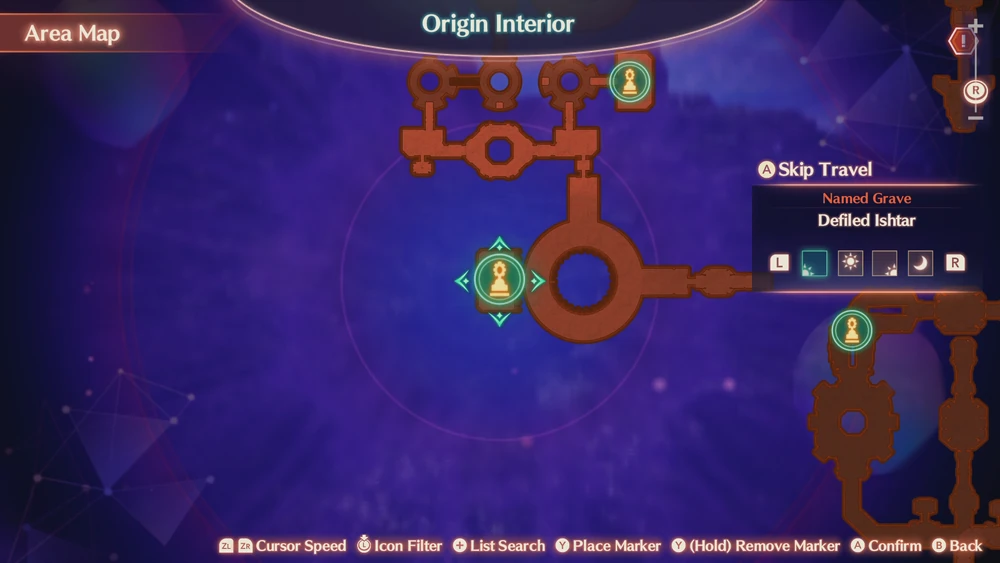 Area Map
Origin Interior
R
A Skip Travel
Named Grave
Defiled Ishtar
L R
ZL ZR Cursor Speed L Icon Filter + List Search Y Place Marker Y (Hold) Remove Marker A Confirm B Back